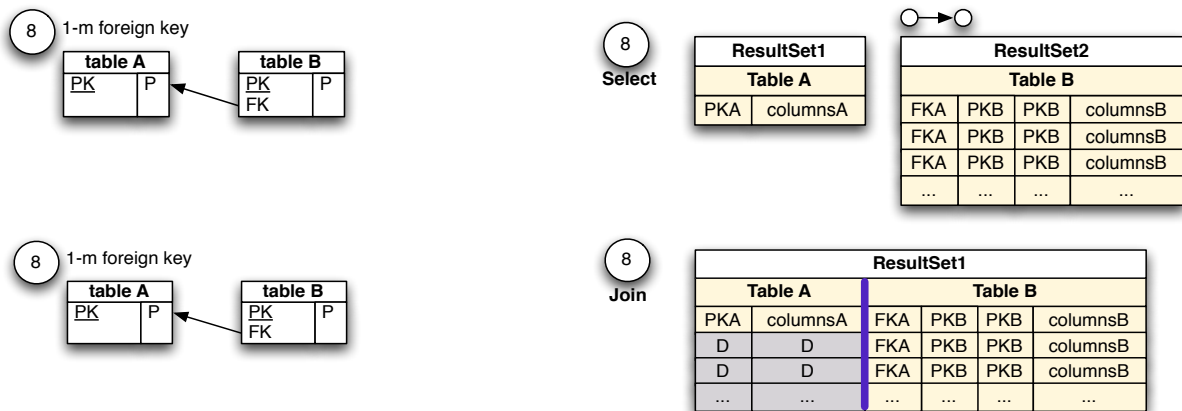 8 1-m foreign key
table A
PK P
table B
PK P
FK
8
Select
ResultSet1
Table A
PKA columnsA
ResultSet2
Table B
FKA PKB PKB columnsB
FKA PKB PKB columnsB
FKA PKB PKB columnsB
... ... ... ...
8 1-m foreign key
table A
PK P
table B
PK P
FK
8
Join
ResultSet1
Table A Table B
PKA columnsA FKA PKB PKB columnsB
D D FKA PKB PKB columnsB
D D FKA PKB PKB columnsB
... ... ... ... ... ...